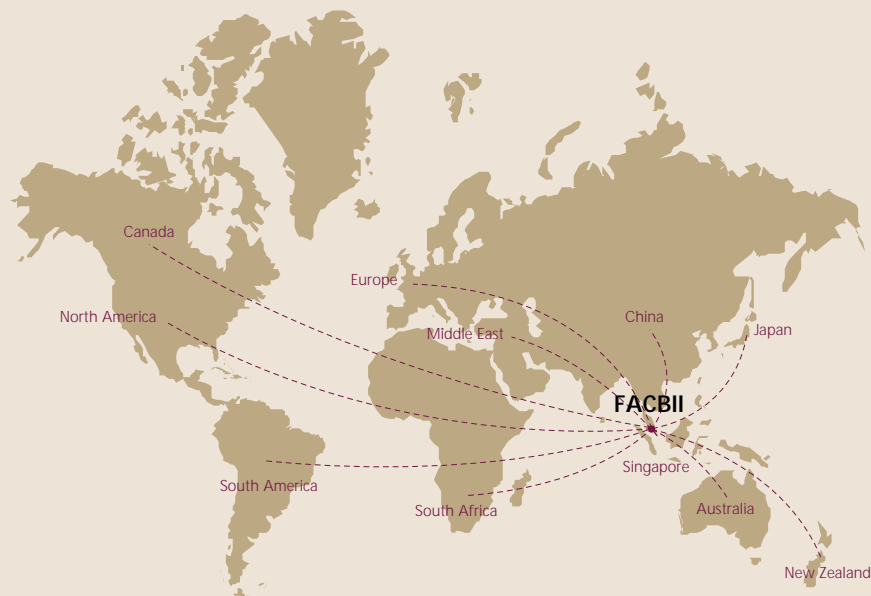 Canada
Europe
North America
China
Middle East
Japan
FACBII
Singapore
South America
South Africa
Australia
New Zealand